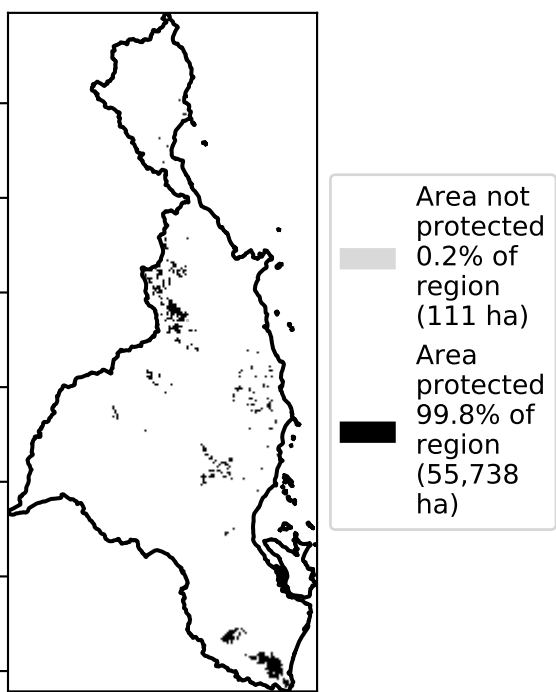 Area not
protected
0.2% of
region
(111 ha)
Area
protected
99.8% of
region
(55,738
ha)